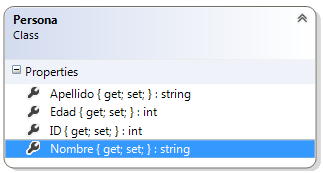 Persona
Class
Properties
Apellido { get; set; } : string
Edad { get; set; } : int
ID { get; set; } : int
Nombre { get; set; } : string